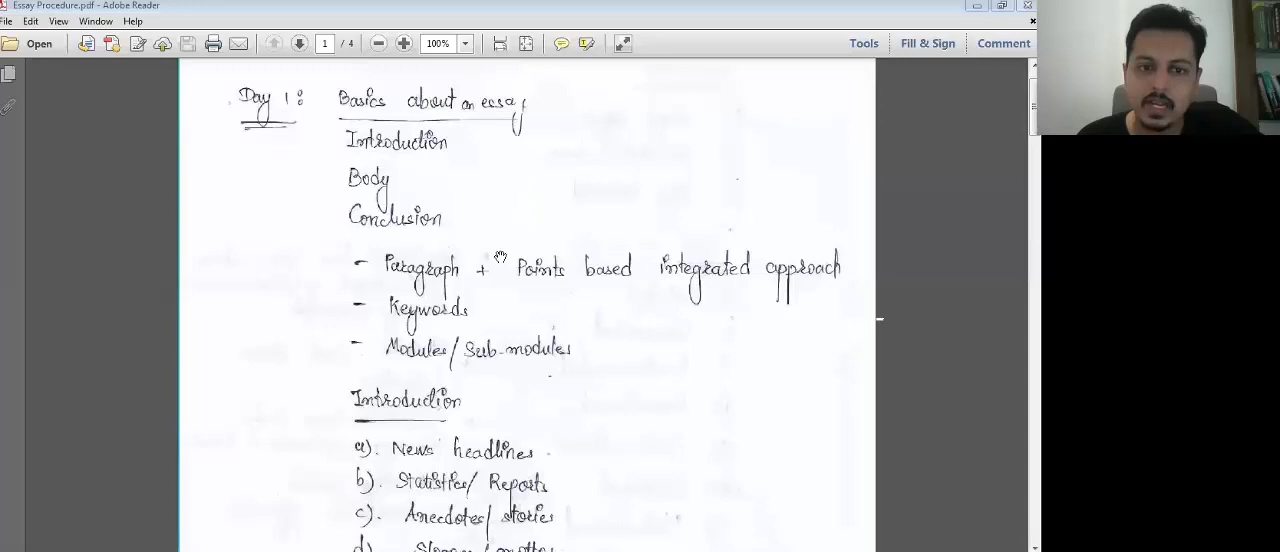 Essay Procedure.pdf - Adobe Reader
File Edit View Window Help
Open 1 / 4 100% Tools Fill & Sign Comment
Day 1: Basics about an essay
Introduction
Body
Conclusion
- Paragraph + Points based integrated approach
- Keywords
- Modules/Sub-modules
Introduction
a). News headlines
b). Statistics/ Reports
c). Anecdotes/ stories
d)